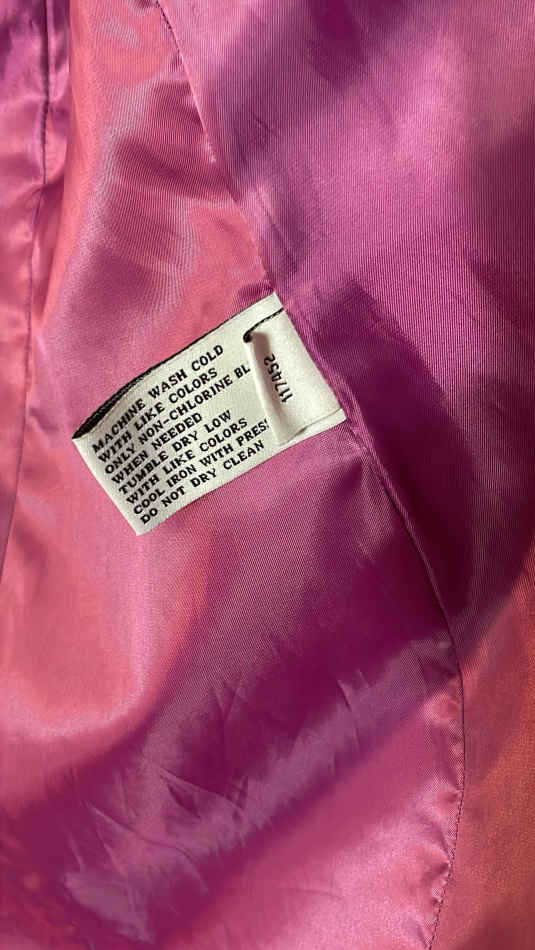 MACHINE WASH COLD
WITH LIKE COLORS
ONLY NON-CHLORINE BL
WHEN NEEDED
TUMBLE DRY LOW
WITH LIKE COLORS
COOL IRON WITH PRESS
DO NOT DRY CLEAN
117452